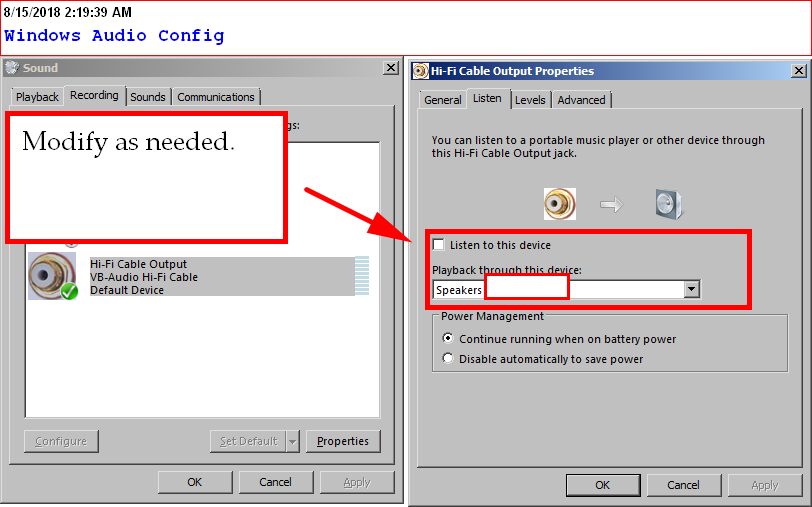 8/15/2018 2:19:39 AM
Windows Audio Config
Sound
Playback
Recording
Sounds
Communications
gs:
Modify as needed.
Hi-Fi Cable Output
VB-Audio Hi-Fi Cable
Default Device
Configure
Set Default
Properties
OK
Cancel
Apply
Hi-Fi Cable Output Properties
General
Listen
Levels
Advanced
You can listen to a portable music player or other device through
this Hi-Fi Cable Output jack.
Listen to this device
Playback through this device:
Speakers
Power Management
Continue running when on battery power
Disable automatically to save power
OK
Cancel
Apply